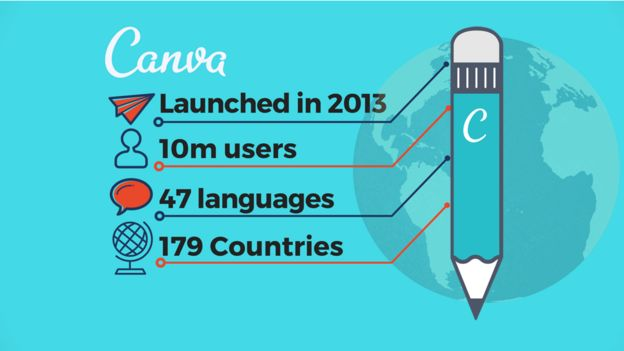 Canva
Launched in 2013
10m users
C
47 languages
179 Countries